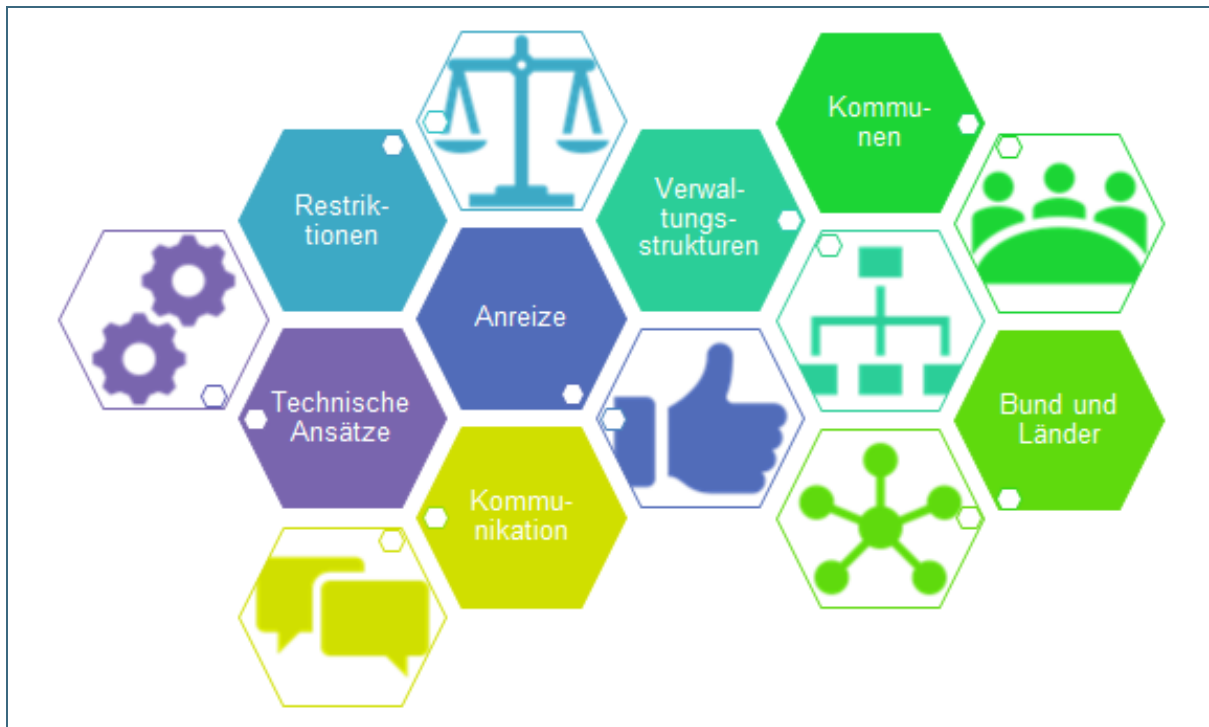 Kommu-
nen
Restrik-
tionen
Verwal-
tungs-
strukturen
Anreize
Technische
Ansätze
Bund und
Länder
Kommu-
nikation